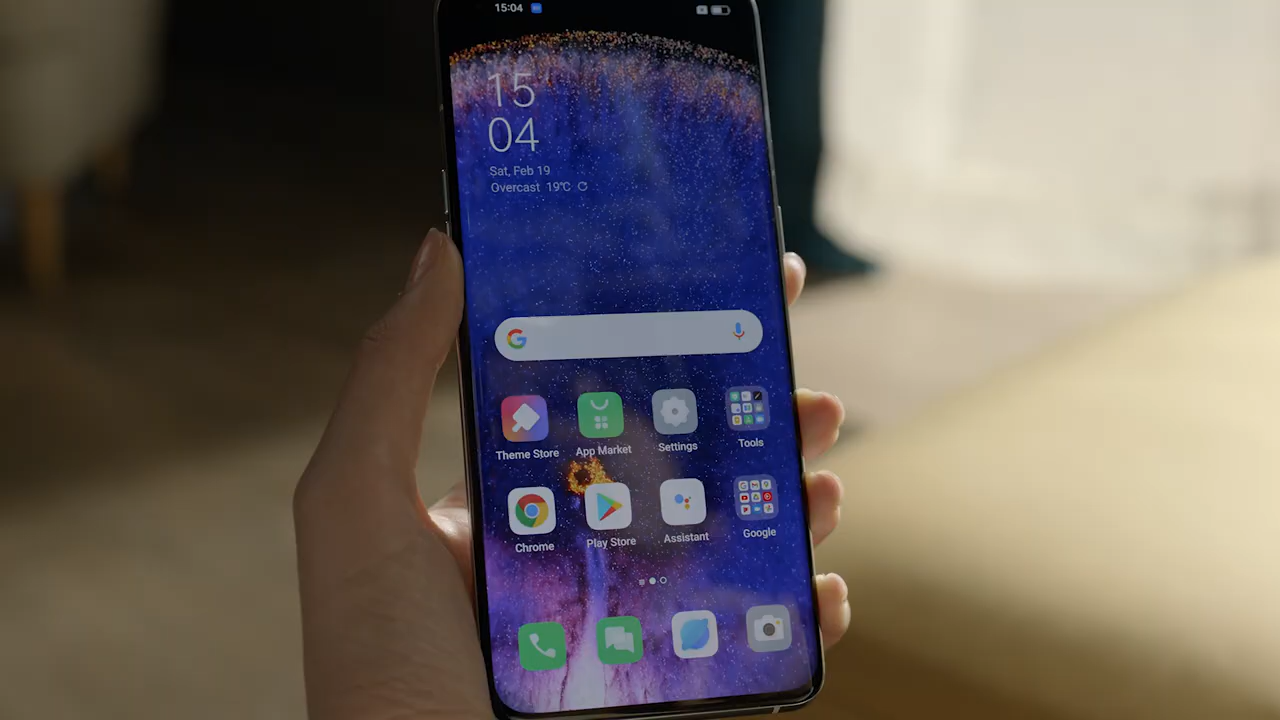 15:04
15
04
Sat, Feb 19
Overcast 19°C
Theme Store
App Market
Settings
Tools
Chrome
Play Store
Assistant
Google